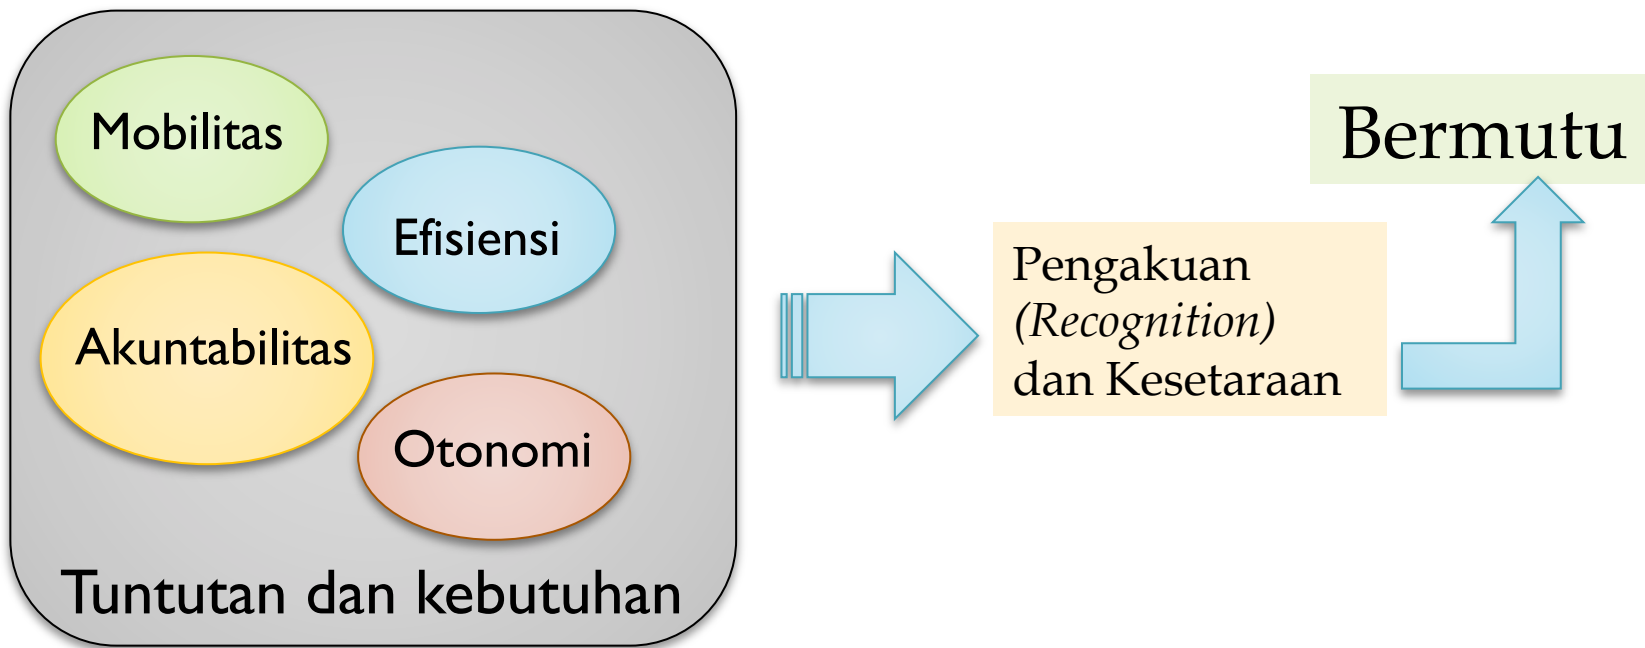 Mobilitas
Efisiensi
Akuntabilitas
Otonomi
Tuntutan dan kebutuhan
Pengakuan
(Recognition)
dan Kesetaraan
Bermutu